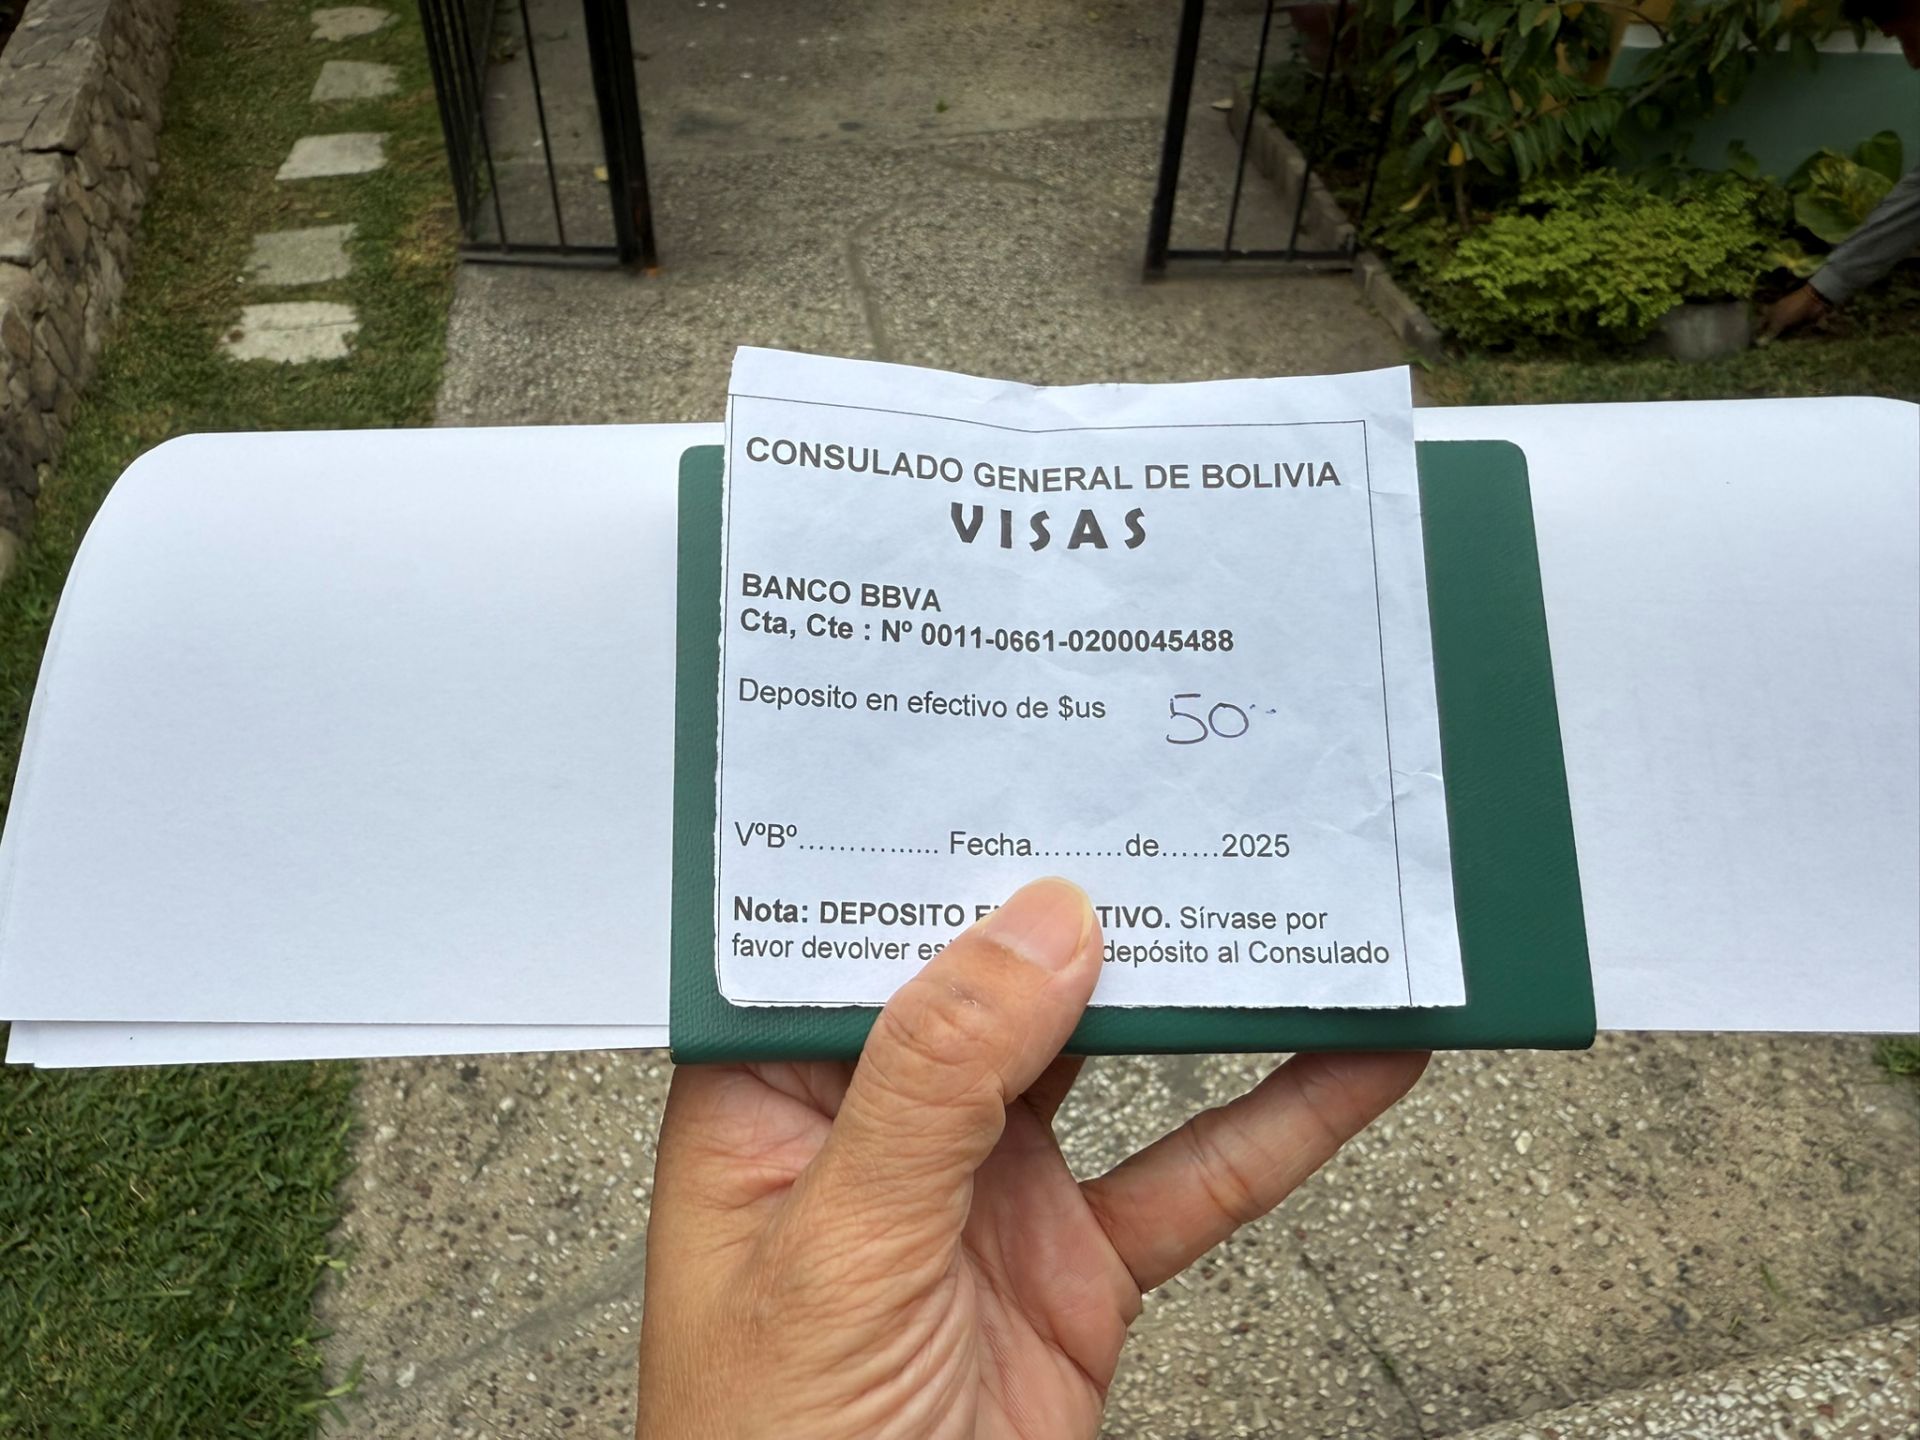 CONSULADO GENERAL DE BOLIVIA
VISAS
BANCO BBVA
Cta, Cte : Nº 0011-0661-0200045488
Deposito en efectivo de $us 50
VºBº................ Fecha.........de......2025
Nota: DEPOSITO TIVO. Sírvase por
favor devolver depósito al Consulado